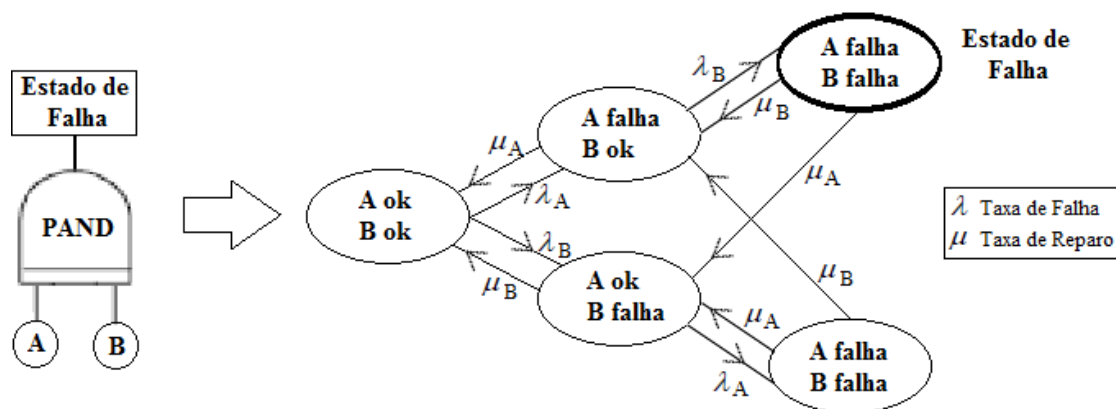 Estado de
Falha
PAND
A
B
A ok
B ok
μA
λA
λB
μB
A falha
B ok
A ok
B falha
λB
μB
A falha
B falha
Estado de
Falha
μA
μB
μA
λA
A falha
B falha
λ Taxa de Falha
μ Taxa de Reparo